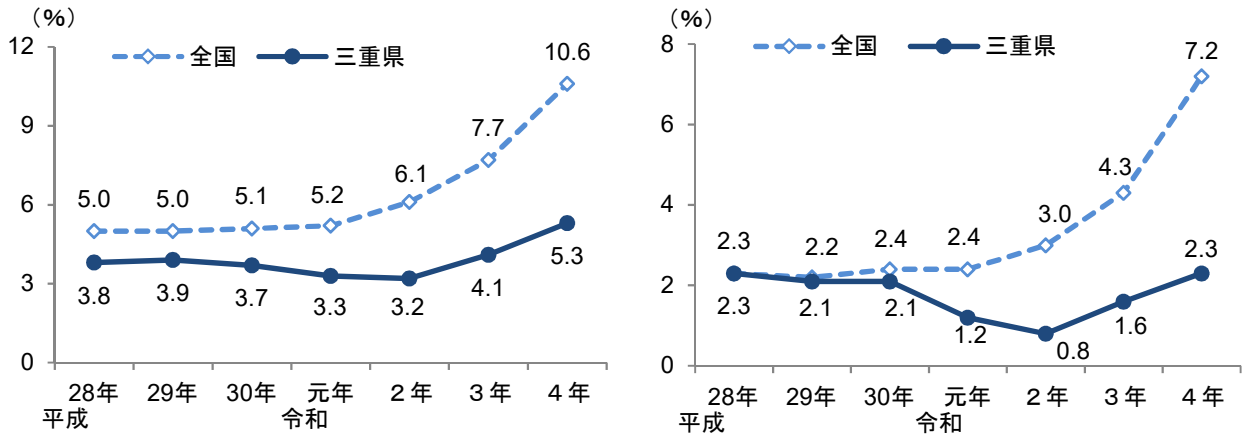 （%）
全国 三重県
12
9
6
3
0
5.0 5.0 5.1 5.2 6.1 7.7 10.6
3.8 3.9 3.7 3.3 3.2 4.1 5.3
28年 29年 30年 元年 ２年 ３年 ４年
平成 令和
（%）
全国 三重県
8
6
4
2
0
2.3 2.2 2.4 2.4 3.0 4.3 7.2
2.3 2.1 2.1 1.2 0.8 1.6 2.3
28年 29年 30年 元年 ２年 ３年 ４年
平成 令和